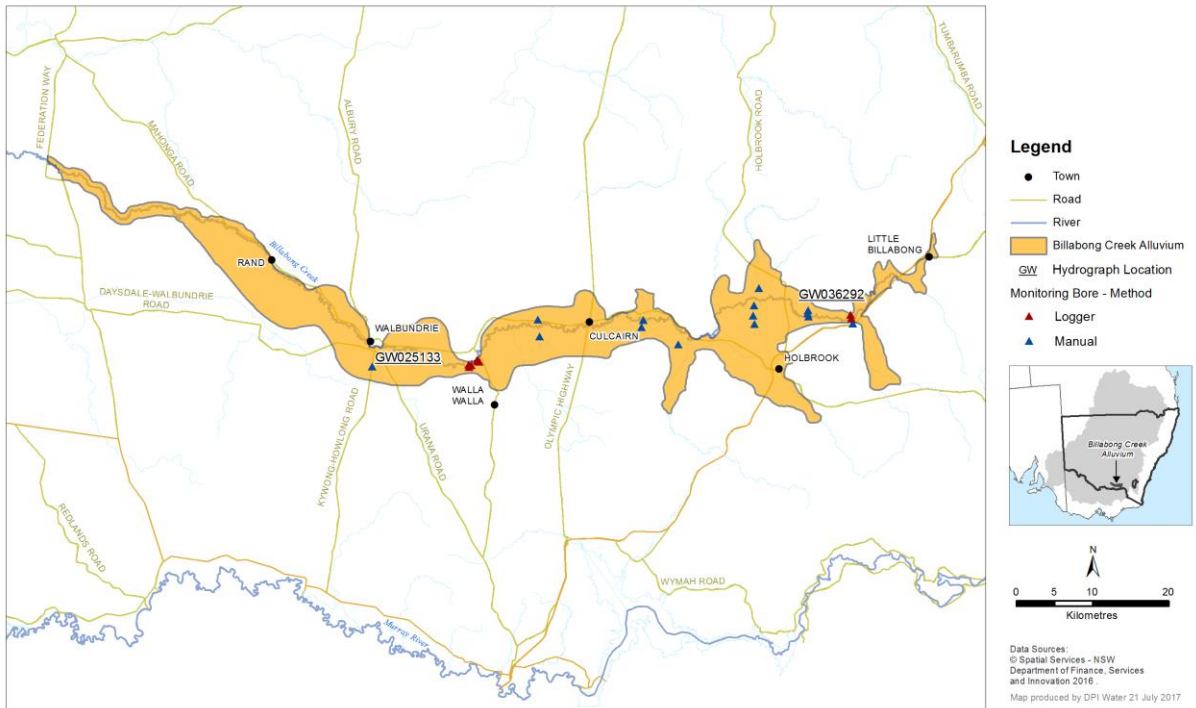 FEDERATION WAY
MAHONGA ROAD
ALBURY ROAD
HOLBROOK ROAD
TUMBARUMBA ROAD
Billabong Creek
RAND
DAYSDALE-WALBUNDRIE
ROAD
WALBUNDRIE
GW025133
WALLA
WALLA
CULCAIRN
GW036292
LITTLE
BILLABONG
HOLBROOK
KYWONG-HOWLONG ROAD
URANA ROAD
OLYMPIC HIGHWAY
REDLANDS ROAD
WYMAH ROAD
Murray River
Legend
Town
Road
River
Billabong Creek Alluvium
GW Hydrograph Location
Monitoring Bore - Method
Logger
Manual
Billabong Creek
Alluvium
N
0 5 10 20
Kilometres
Data Sources:
© Spatial Services - NSW
Department of Finance, Services
and Innovation 2016 .
Map produced by DPI Water 21 July 2017